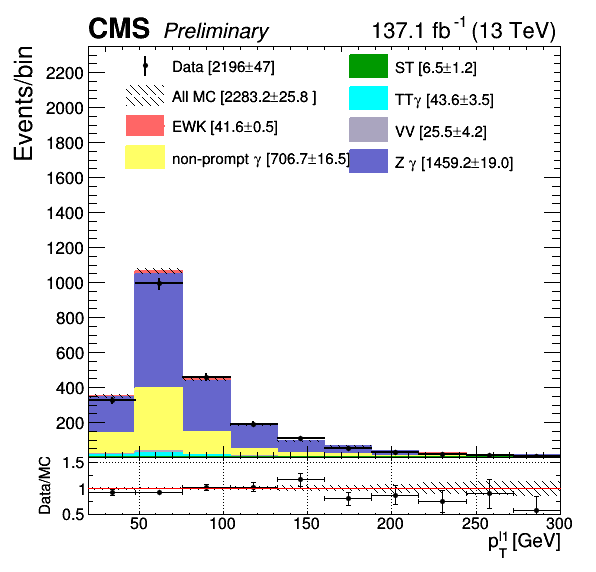 CMS Preliminary 137.1 fb⁻¹ (13 TeV)
Events/bin
2200
2000
1800
1600
1400
1200
1000
800
600
400
200
Data [2196±47]
All MC [2283.2±25.8 ]
EWK [41.6±0.5]
non-prompt γ [706.7±16.5]
ST [6.5±1.2]
TTγ [43.6±3.5]
VV [25.5±4.2]
Z γ [1459.2±19.0]
Data/MC
1.5
1
0.5
50 100 150 200 250 300
p_T^l1 [GeV]